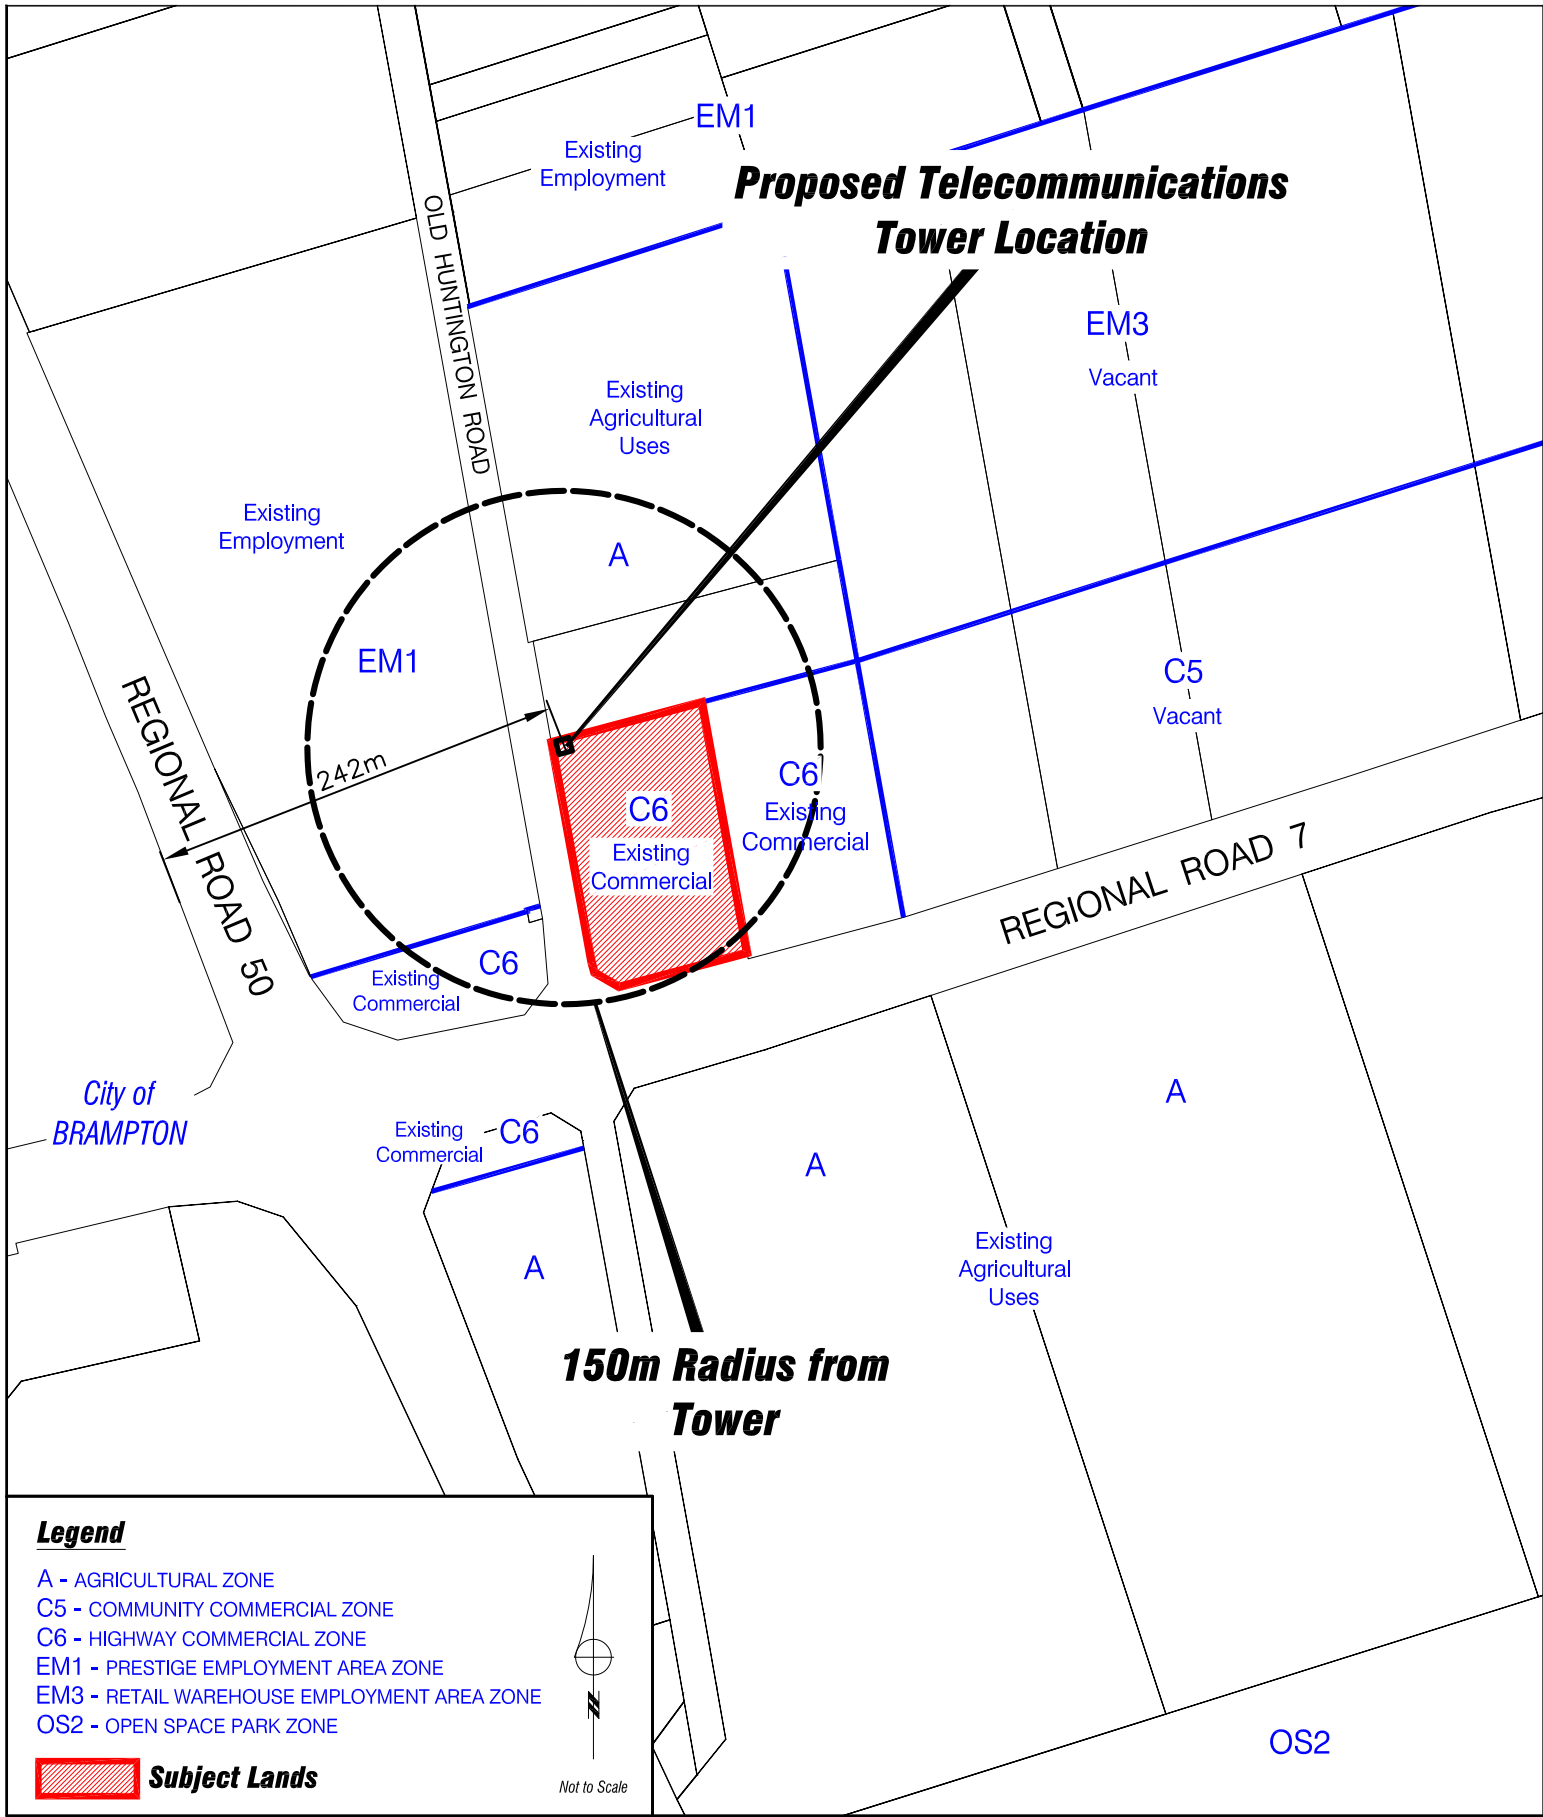 EM1
Existing
Employment
Proposed Telecommunications
Tower Location
OLD HUNTINGTON ROAD
EM3
Vacant
Existing
Agricultural
Uses
Existing
Employment
A
EM1
C5
Vacant
REGIONAL ROAD 50
242m
C6
Existing
Commercial
C6
Existing
Commercial
REGIONAL ROAD 7
C6
Existing
Commercial
City of
BRAMPTON
Existing
Commercial
C6
A
A
A
Existing
Agricultural
Uses
150m Radius from
Tower
Legend
A - AGRICULTURAL ZONE
C5 - COMMUNITY COMMERCIAL ZONE
C6 - HIGHWAY COMMERCIAL ZONE
EM1 - PRESTIGE EMPLOYMENT AREA ZONE
EM3 - RETAIL WAREHOUSE EMPLOYMENT AREA ZONE
OS2 - OPEN SPACE PARK ZONE
Subject Lands
N
Not to Scale
OS2